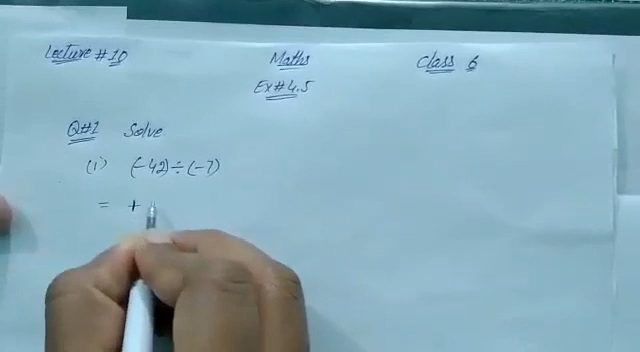 Lecture #10 Maths Class 6
Ex#4.5
Q#1 Solve
(i) (-42)÷(-7)
= +